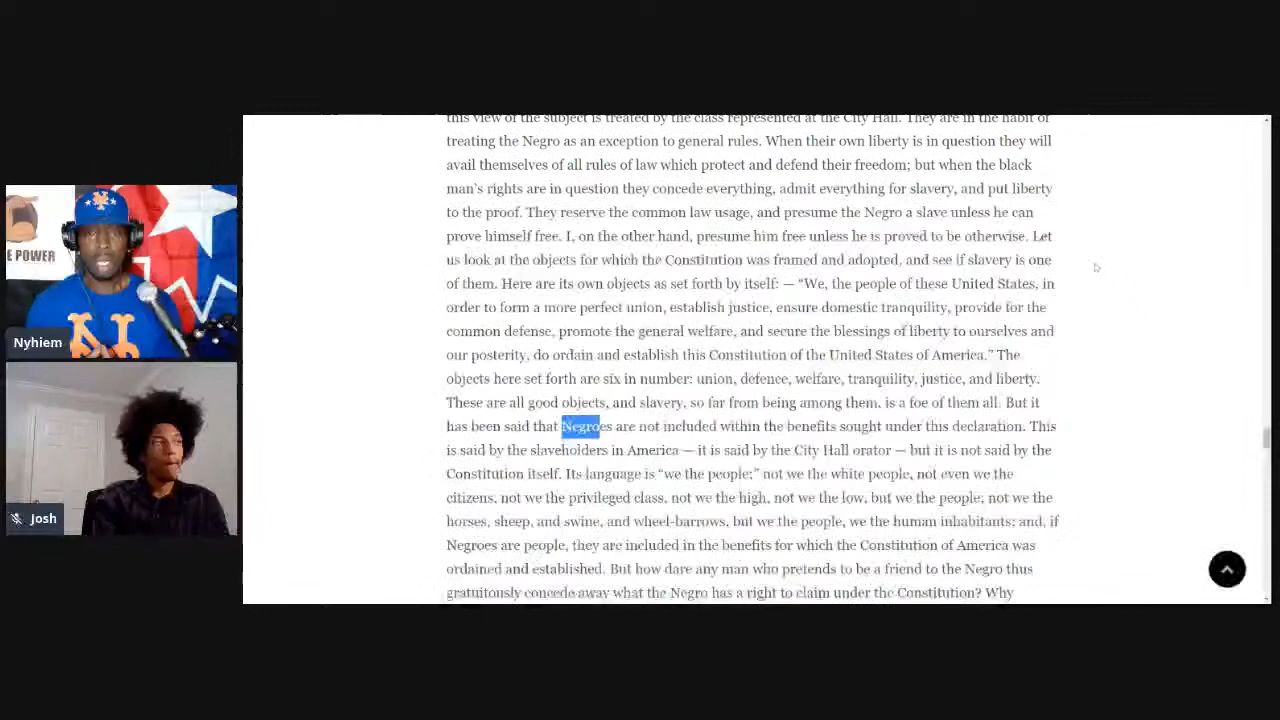 this view of the subject is treated by the class represented at the City Hall. They are in the habit of
treating the Negro as an exception to general rules. When their own liberty is in question they will
avail themselves of all rules of law which protect and defend their freedom; but when the black
man's rights are in question they concede everything, admit everything for slavery, and put liberty
to the proof. They reserve the common law usage, and presume the Negro a slave unless he can
prove himself free. I, on the other hand, presume him free unless he is proved to be otherwise. Let
us look at the objects for which the Constitution was framed and adopted, and see if slavery is one
of them. Here are its own objects as set forth by itself: — “We, the people of these United States, in
order to form a more perfect union, establish justice, ensure domestic tranquility, provide for the
common defense, promote the general welfare, and secure the blessings of liberty to ourselves and
our posterity, do ordain and establish this Constitution of the United States of America.” The
objects here set forth are six in number: union, defence, welfare, tranquility, justice, and liberty.
These are all good objects, and slavery, so far from being among them, is a foe of them all. But it
has been said that Negroes are not included within the benefits sought under this declaration. This
is said by the slaveholders in America — it is said by the City Hall orator — but it is not said by the
Constitution itself. Its language is “we the people;” not we the white people, not even we the
citizens, not we the privileged class, not we the high, not we the low, but we the people; not we the
horses, sheep, and swine, and wheel-barrows, but we the people, we the human inhabitants; and, if
Negroes are people, they are included in the benefits for which the Constitution of America was
ordained and established. But how dare any man who pretends to be a friend to the Negro thus
gratuitously concede away what the Negro has a right to claim under the Constitution? Why
E POWER
NY
Nyhiem
Josh